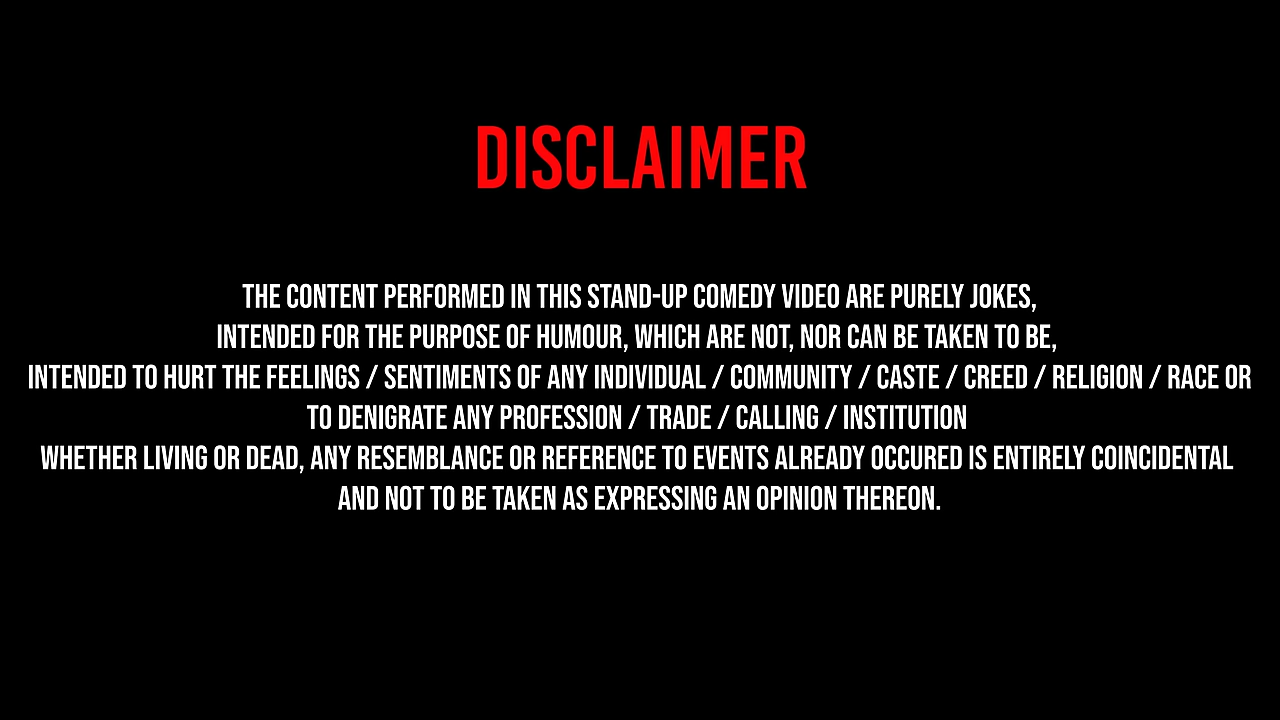 DISCLAIMER
THE CONTENT PERFORMED IN THIS STAND-UP COMEDY VIDEO ARE PURELY JOKES,
INTENDED FOR THE PURPOSE OF HUMOUR, WHICH ARE NOT, NOR CAN BE TAKEN TO BE,
INTENDED TO HURT THE FEELINGS / SENTIMENTS OF ANY INDIVIDUAL / COMMUNITY / CASTE / CREED / RELIGION / RACE OR
TO DENIGRATE ANY PROFESSION / TRADE / CALLING / INSTITUTION
WHETHER LIVING OR DEAD, ANY RESEMBLANCE OR REFERENCE TO EVENTS ALREADY OCCURED IS ENTIRELY COINCIDENTAL
AND NOT TO BE TAKEN AS EXPRESSING AN OPINION THEREON.